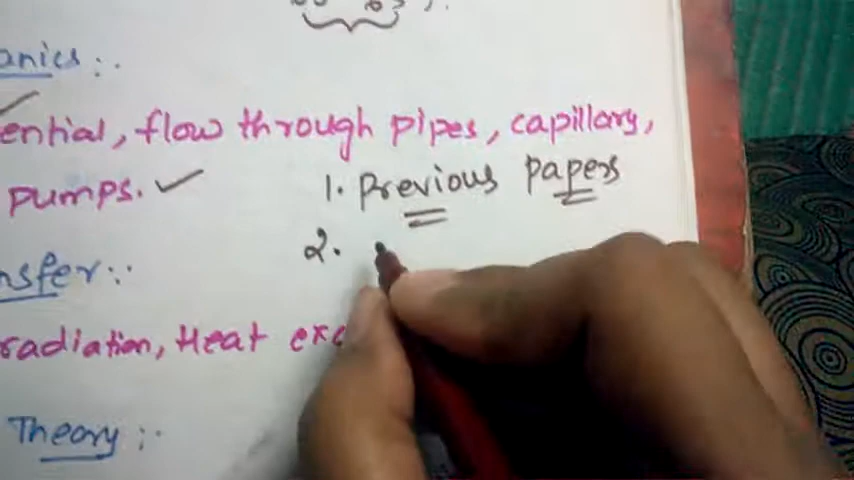 anics :.
ential, flow through pipes, capillary,
pumps. ✓ 1. Previous papers
2.
nsfer :.
radiation, Heat exc
Theory :.